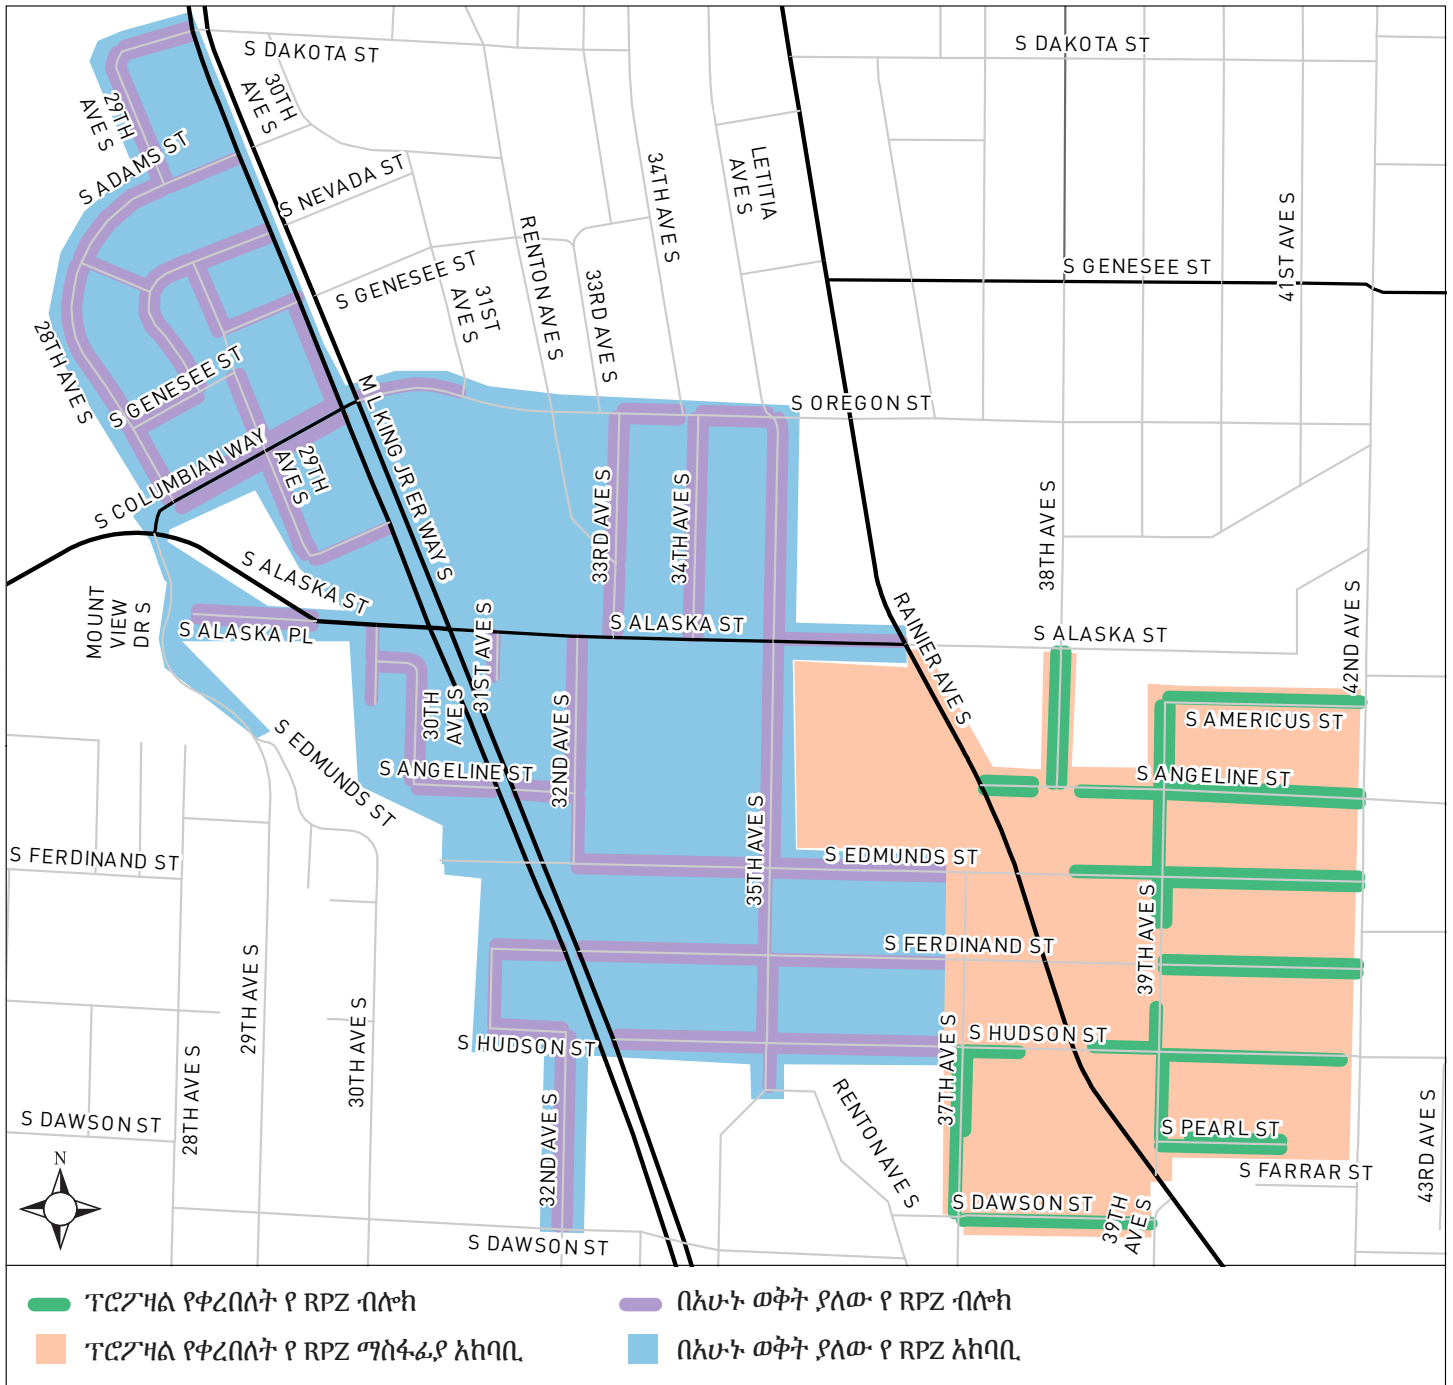 S DAKOTA ST
S DAKOTA ST
30TH
AVE S
29TH
AVE S
S ADAMS ST
S NEVADA ST
34TH AVE S
LETITIA
AVE S
41ST AVE S
RENTON AVE S
S GENESEE ST
S GENESEE ST
31ST
AVE S
33RD AVE S
28TH AVE S
S GENESEE ST
M L KING JR ER WAY S
S OREGON ST
S COLUMBIAN WAY
29TH
AVE S
33RD AVE S
34TH AVE S
38TH AVE S
S ALASKA ST
MOUNT
VIEW
DR S
S ALASKA PL
31ST AVE S
S ALASKA ST
RAINIER AVE S
S ALASKA ST
42ND AVE S
30TH
AVE S
32ND AVE S
S AMERICUS ST
S EDMUNDS ST
S ANGELINE ST
S ANGELINE ST
35TH AVE S
S FERDINAND ST
S EDMUNDS ST
39TH AVE S
29TH AVE S
S FERDINAND ST
30TH AVE S
28TH AVE S
S HUDSON ST
37TH AVE S
S HUDSON ST
32ND AVE S
RENTON AVE S
43RD AVE S
S DAWSON ST
S PEARL ST
S FARRAR ST
N
S DAWSON ST
39TH
AVE S
S DAWSON ST
ፕሮፖዛል የቀረበለት የ RPZ ብሎክ
በአሁኑ ወቅት ያለው የ RPZ ብሎክ
ፕሮፖዛል የቀረበለት የ RPZ ማስፋፊያ አከባቢ
በአሁኑ ወቅት ያለው የ RPZ አከባቢ